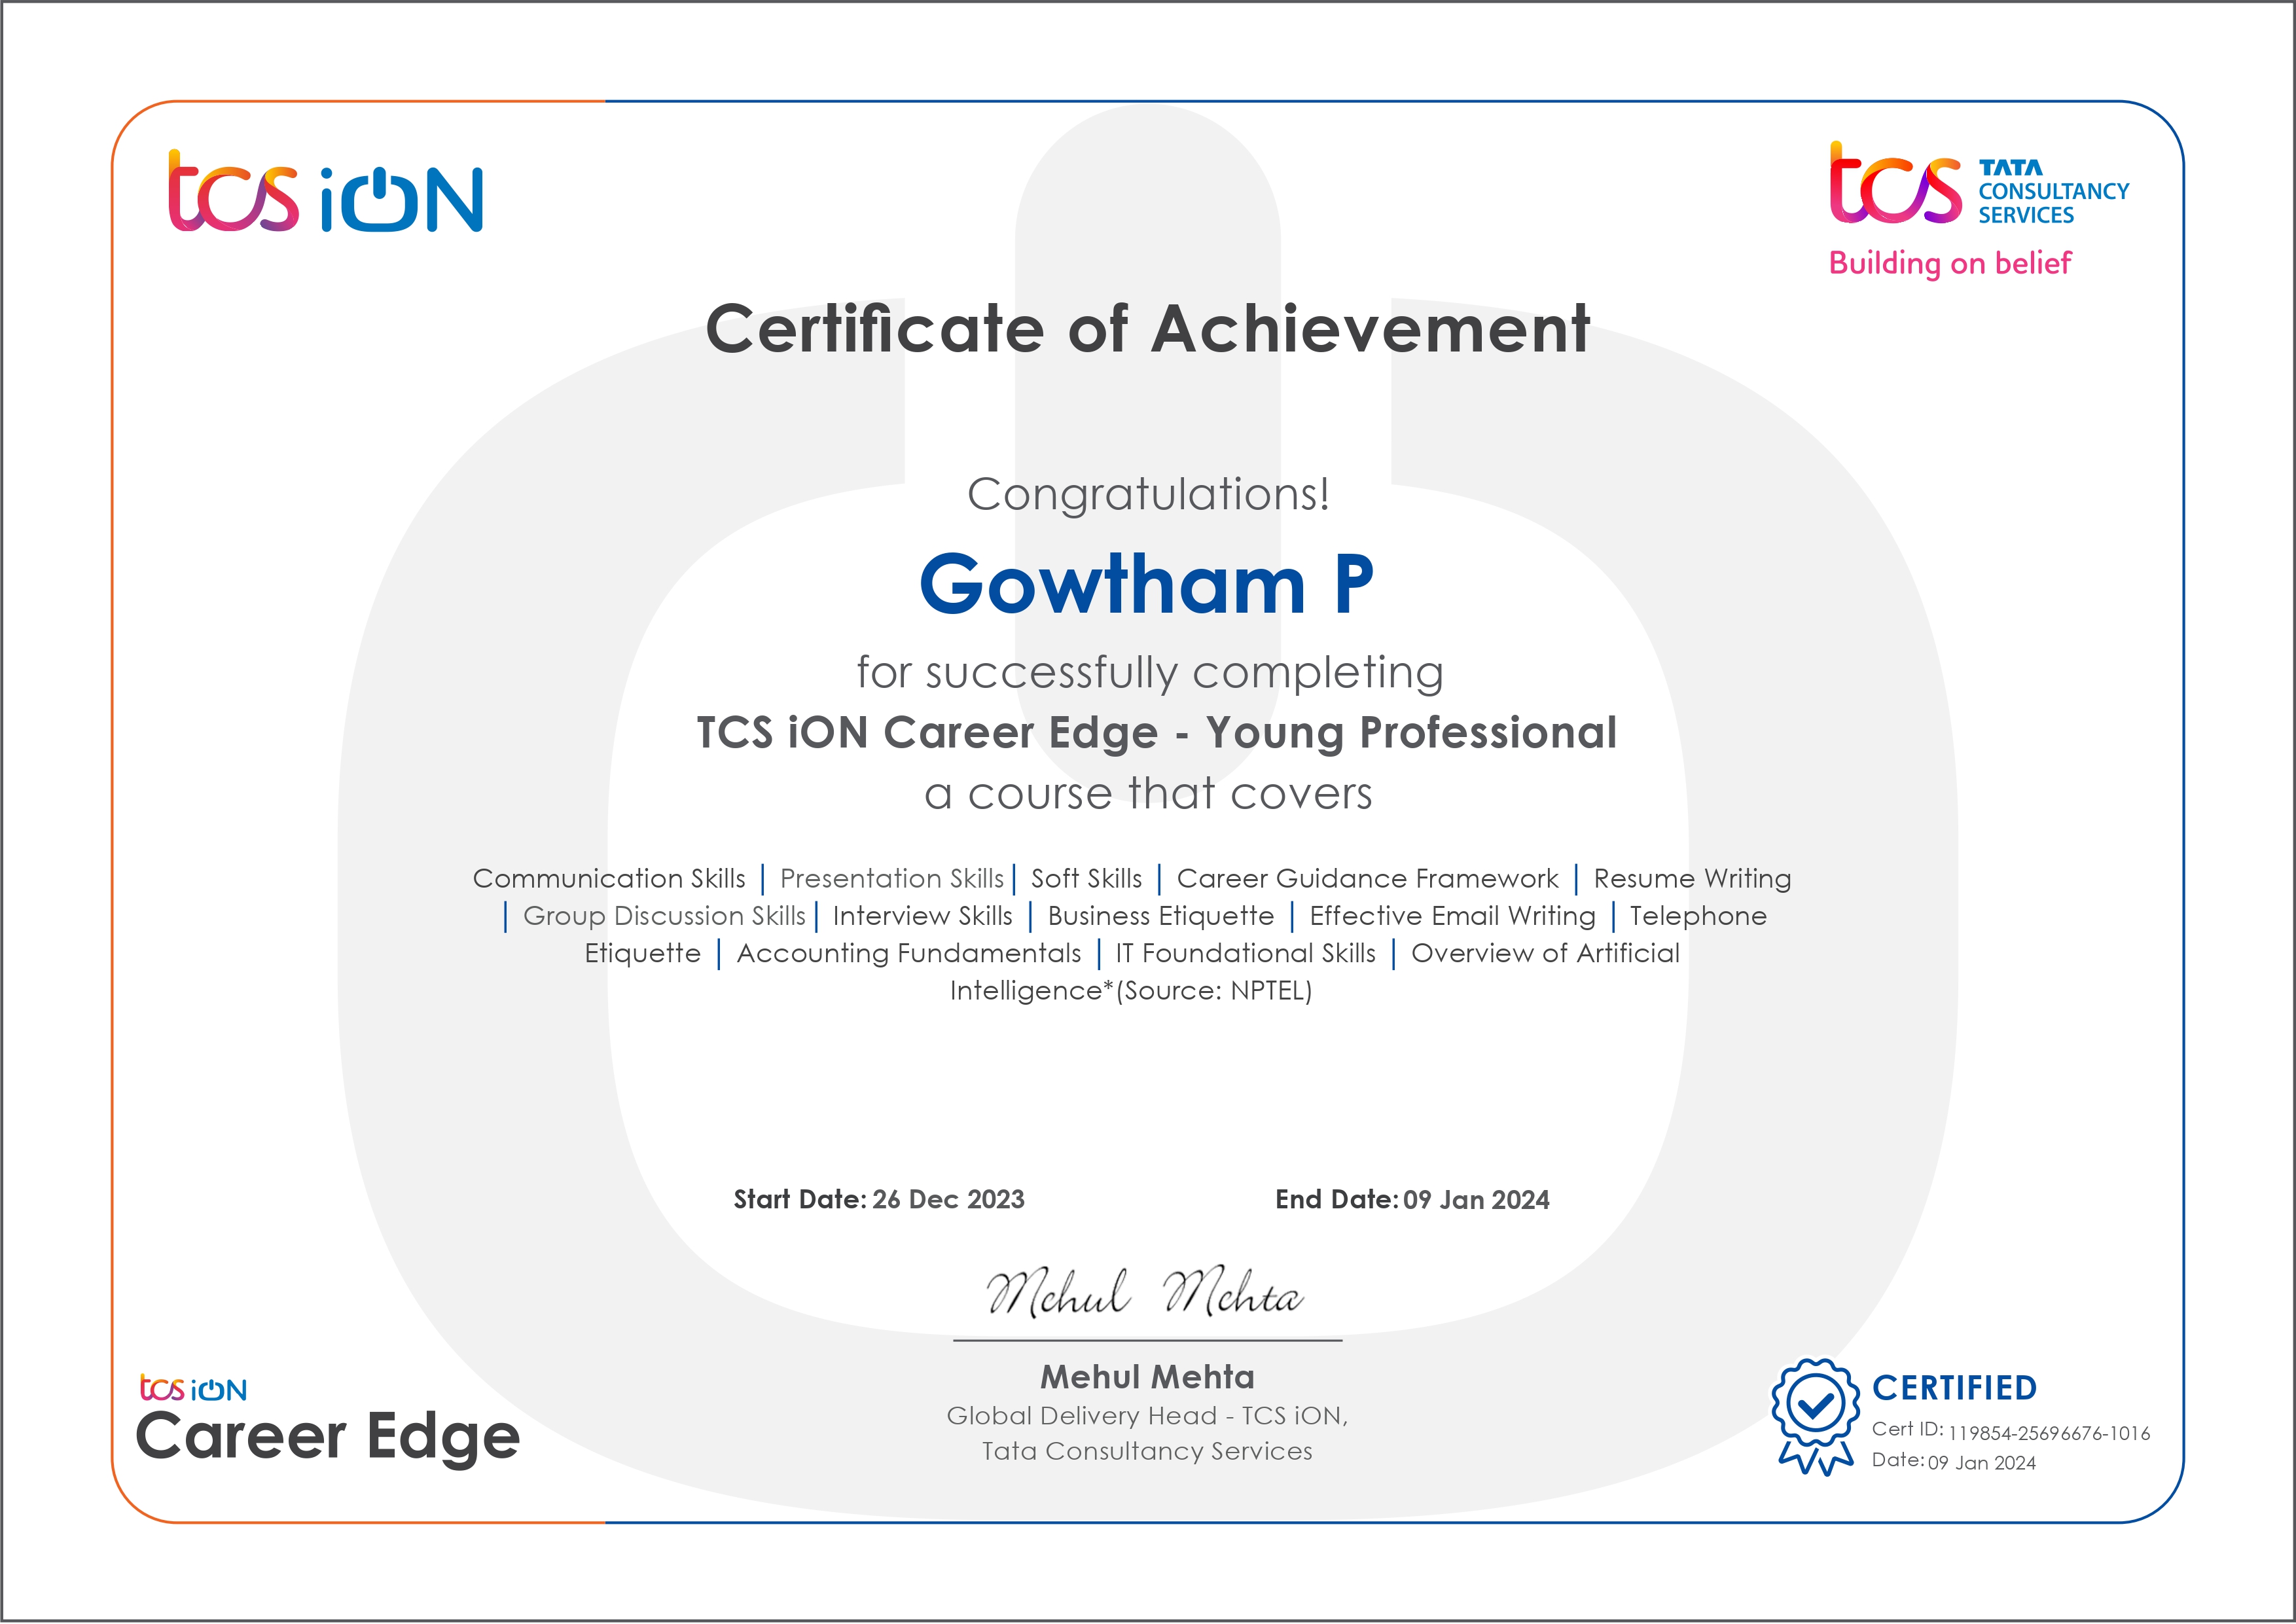 tcs iON
tcs TATA
CONSULTANCY
SERVICES
Building on belief
Certificate of Achievement
Congratulations!
Gowtham P
for successfully completing
TCS iON Career Edge - Young Professional
a course that covers
Communication Skills | Presentation Skills | Soft Skills | Career Guidance Framework | Resume Writing
| Group Discussion Skills | Interview Skills | Business Etiquette | Effective Email Writing | Telephone
Etiquette | Accounting Fundamentals | IT Foundational Skills | Overview of Artificial
Intelligence*(Source: NPTEL)
Start Date: 26 Dec 2023
End Date: 09 Jan 2024
Mehul Mehta
Mehul Mehta
Global Delivery Head - TCS iON,
Tata Consultancy Services
tcs iON
Career Edge
CERTIFIED
Cert ID: 119854-25696676-1016
Date: 09 Jan 2024